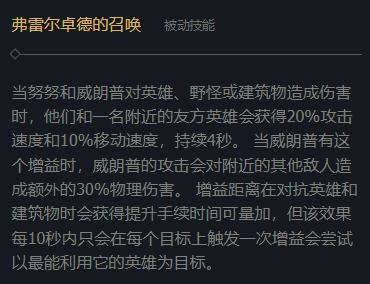 弗雷尔卓德的召唤 被动技能
当努努和威朗普对英雄、野怪或建筑物造成伤害
时，他们和一名附近的友方英雄会获得20%攻击
速度和10%移动速度，持续4秒。 当威朗普有这
个增益时，威朗普的攻击会对附近的其他敌人造
成额外的30%物理伤害。 增益距离在对抗英雄和
建筑物时会获得提升手续时间可量加，但该效果
每10秒内只会在每个目标上触发一次增益会尝试
以最能利用它的英雄为目标。